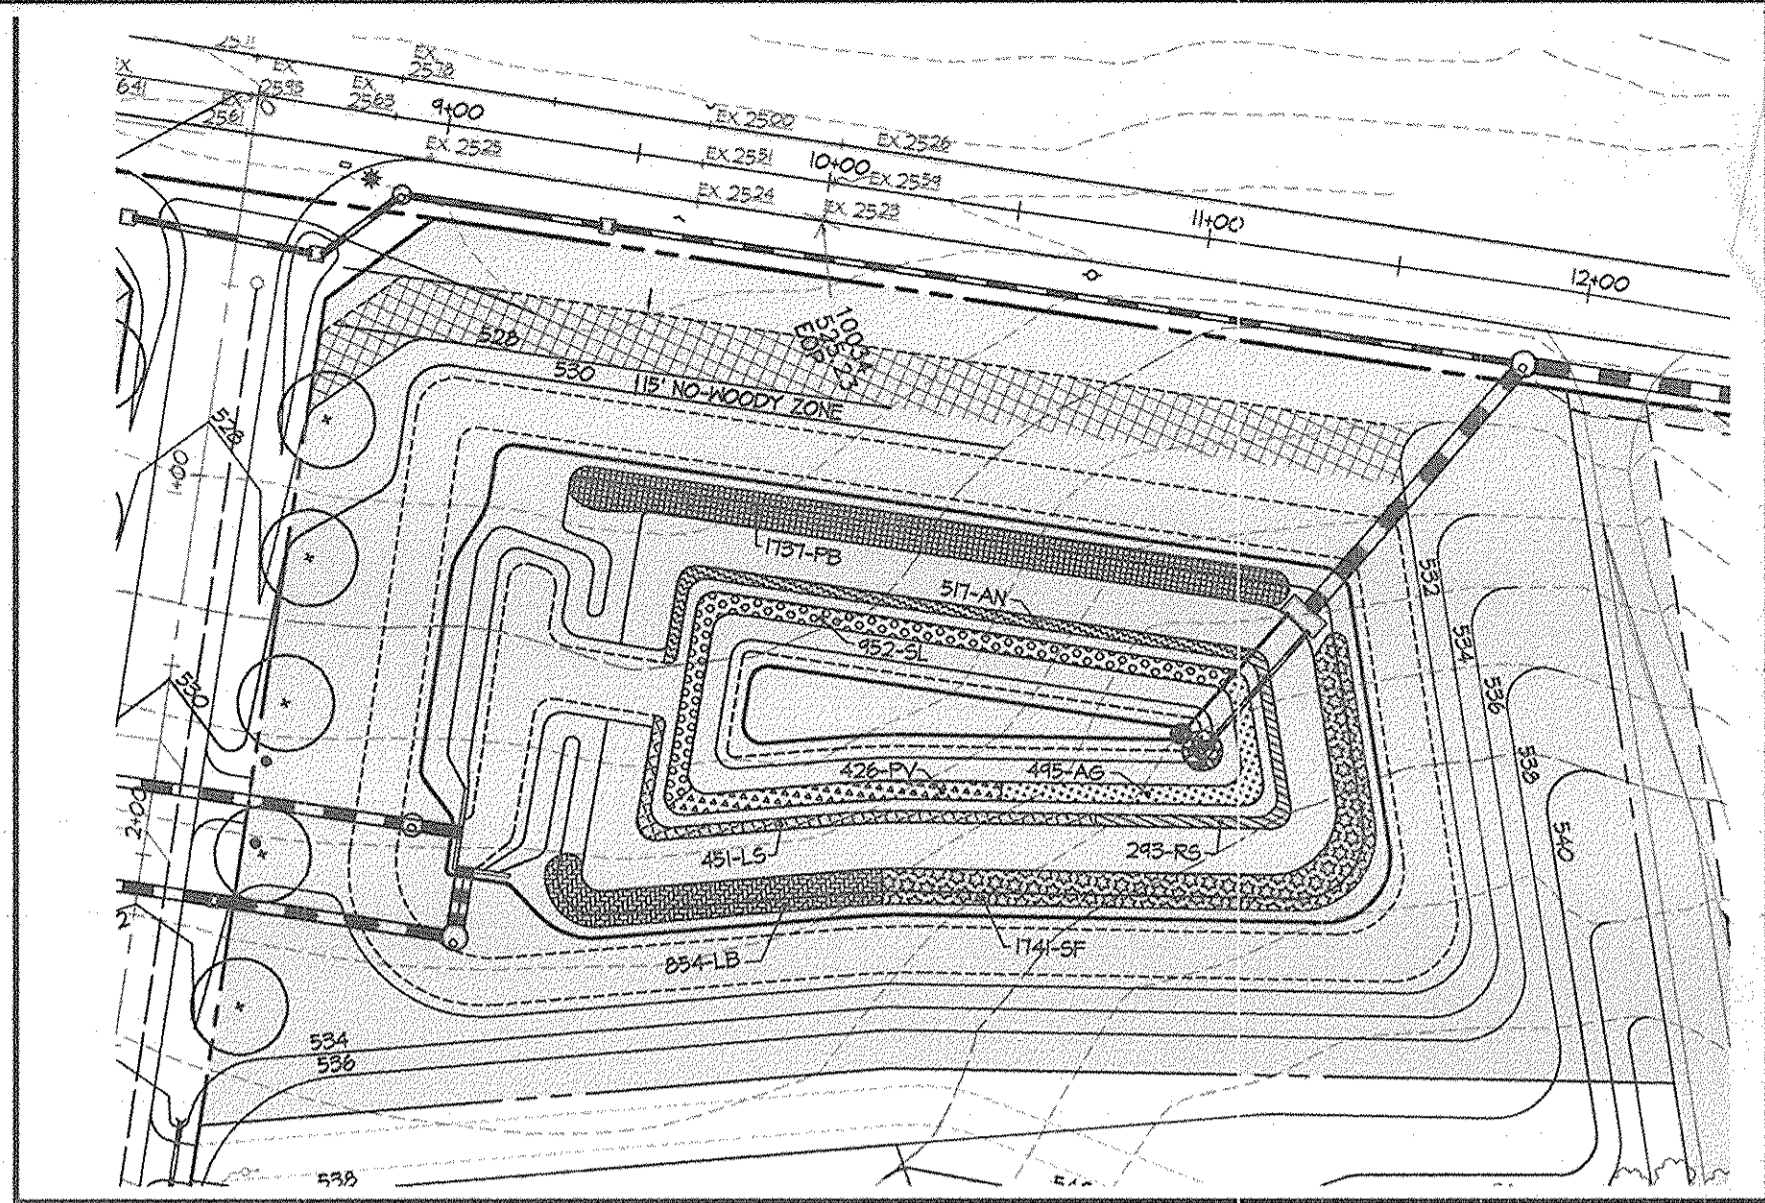 EX.
2578
EX.
2595
EX.
2563
EX.
2561
9+00
EX. 2525
EX. 2500
EX. 2551
10+00
EX. 2526
EX. 2539
EX. 2524
EX. 2523
11+00
12+00
528
530
115' NO-WOODY ZONE
528
1+00
1737-PB
517-AN
952-SL
532
534
536
538
540
530
2+00
426-PV
495-AG
451-LS
293-RS
854-LB
1741-SF
534
536
538